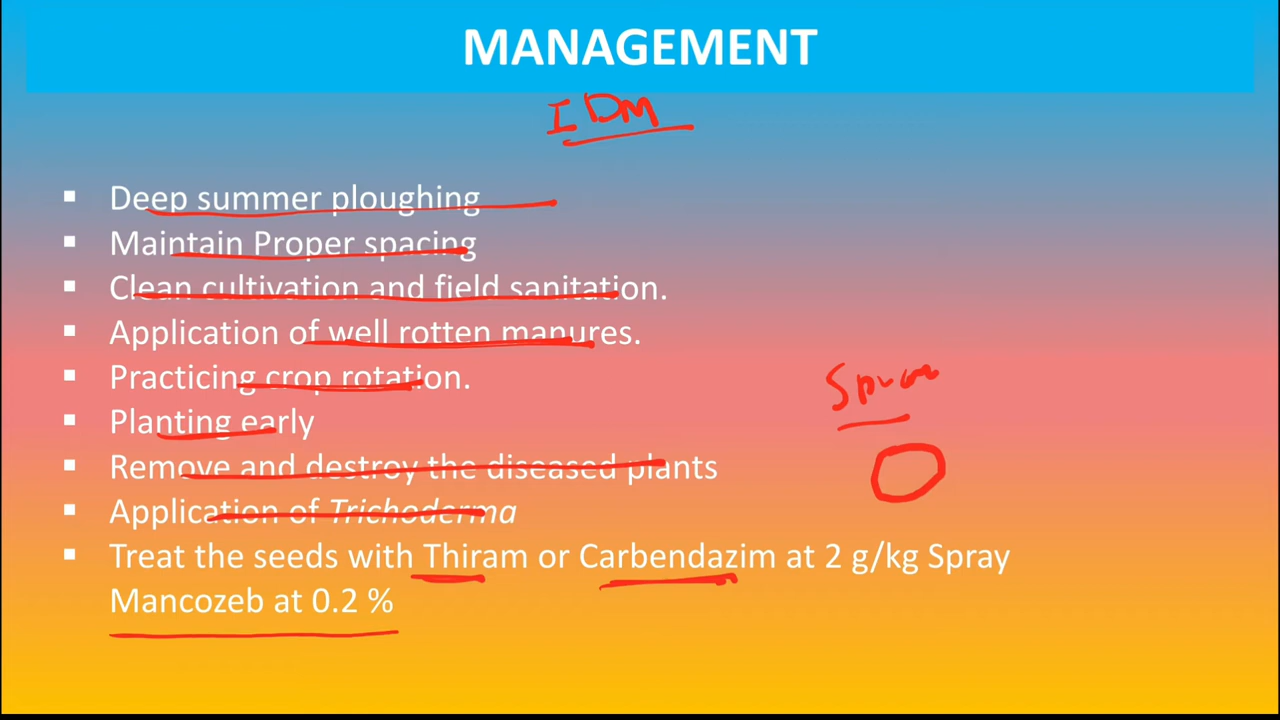 MANAGEMENT
IDM
▪ Deep summer ploughing
▪ Maintain Proper spacing
▪ Clean cultivation and field sanitation.
▪ Application of well rotten manures.
▪ Practicing crop rotation.
▪ Planting early
▪ Remove and destroy the diseased plants
▪ Application of Trichoderma
▪ Treat the seeds with Thiram or Carbendazim at 2 g/kg Spray
Mancozeb at 0.2 %